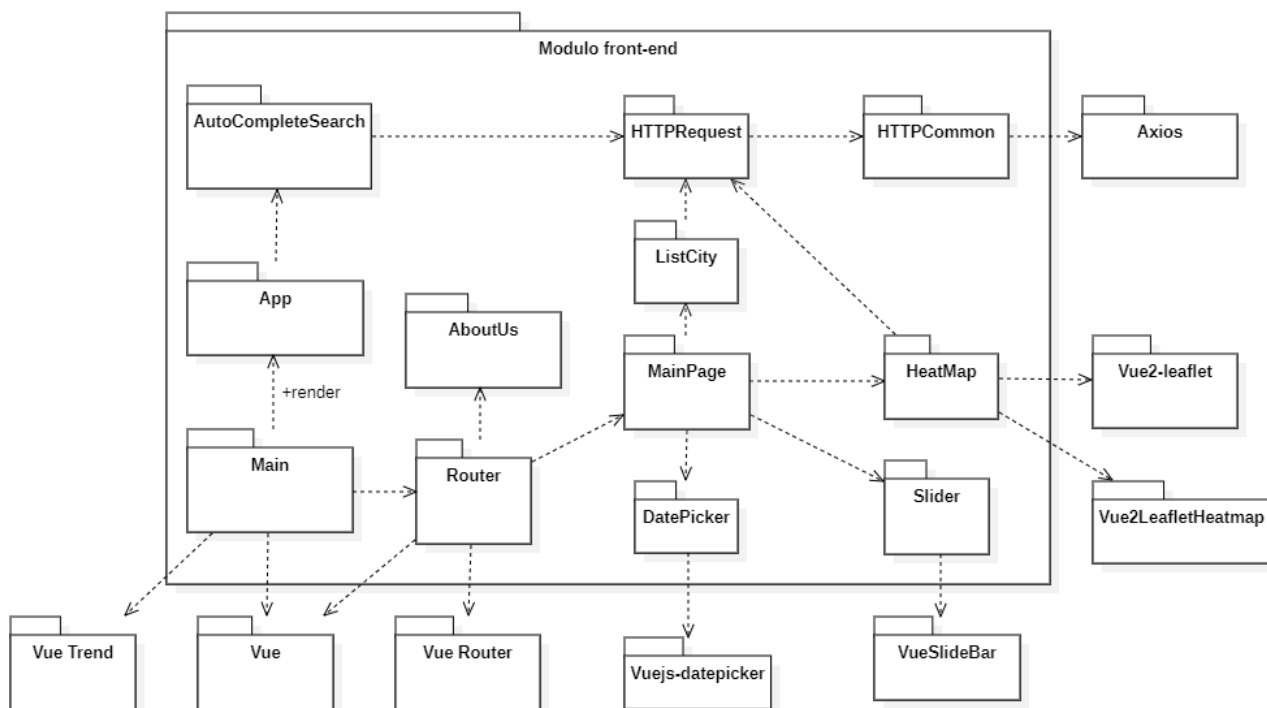 Modulo front-end
AutoCompleteSearch
HTTPRequest
HTTPCommon
Axios
ListCity
App
AboutUs
MainPage
HeatMap
Vue2-leaflet
+render
Main
Router
DatePicker
Slider
Vue2LeafletHeatmap
Vue Trend
Vue
Vue Router
Vuejs-datepicker
VueSlideBar